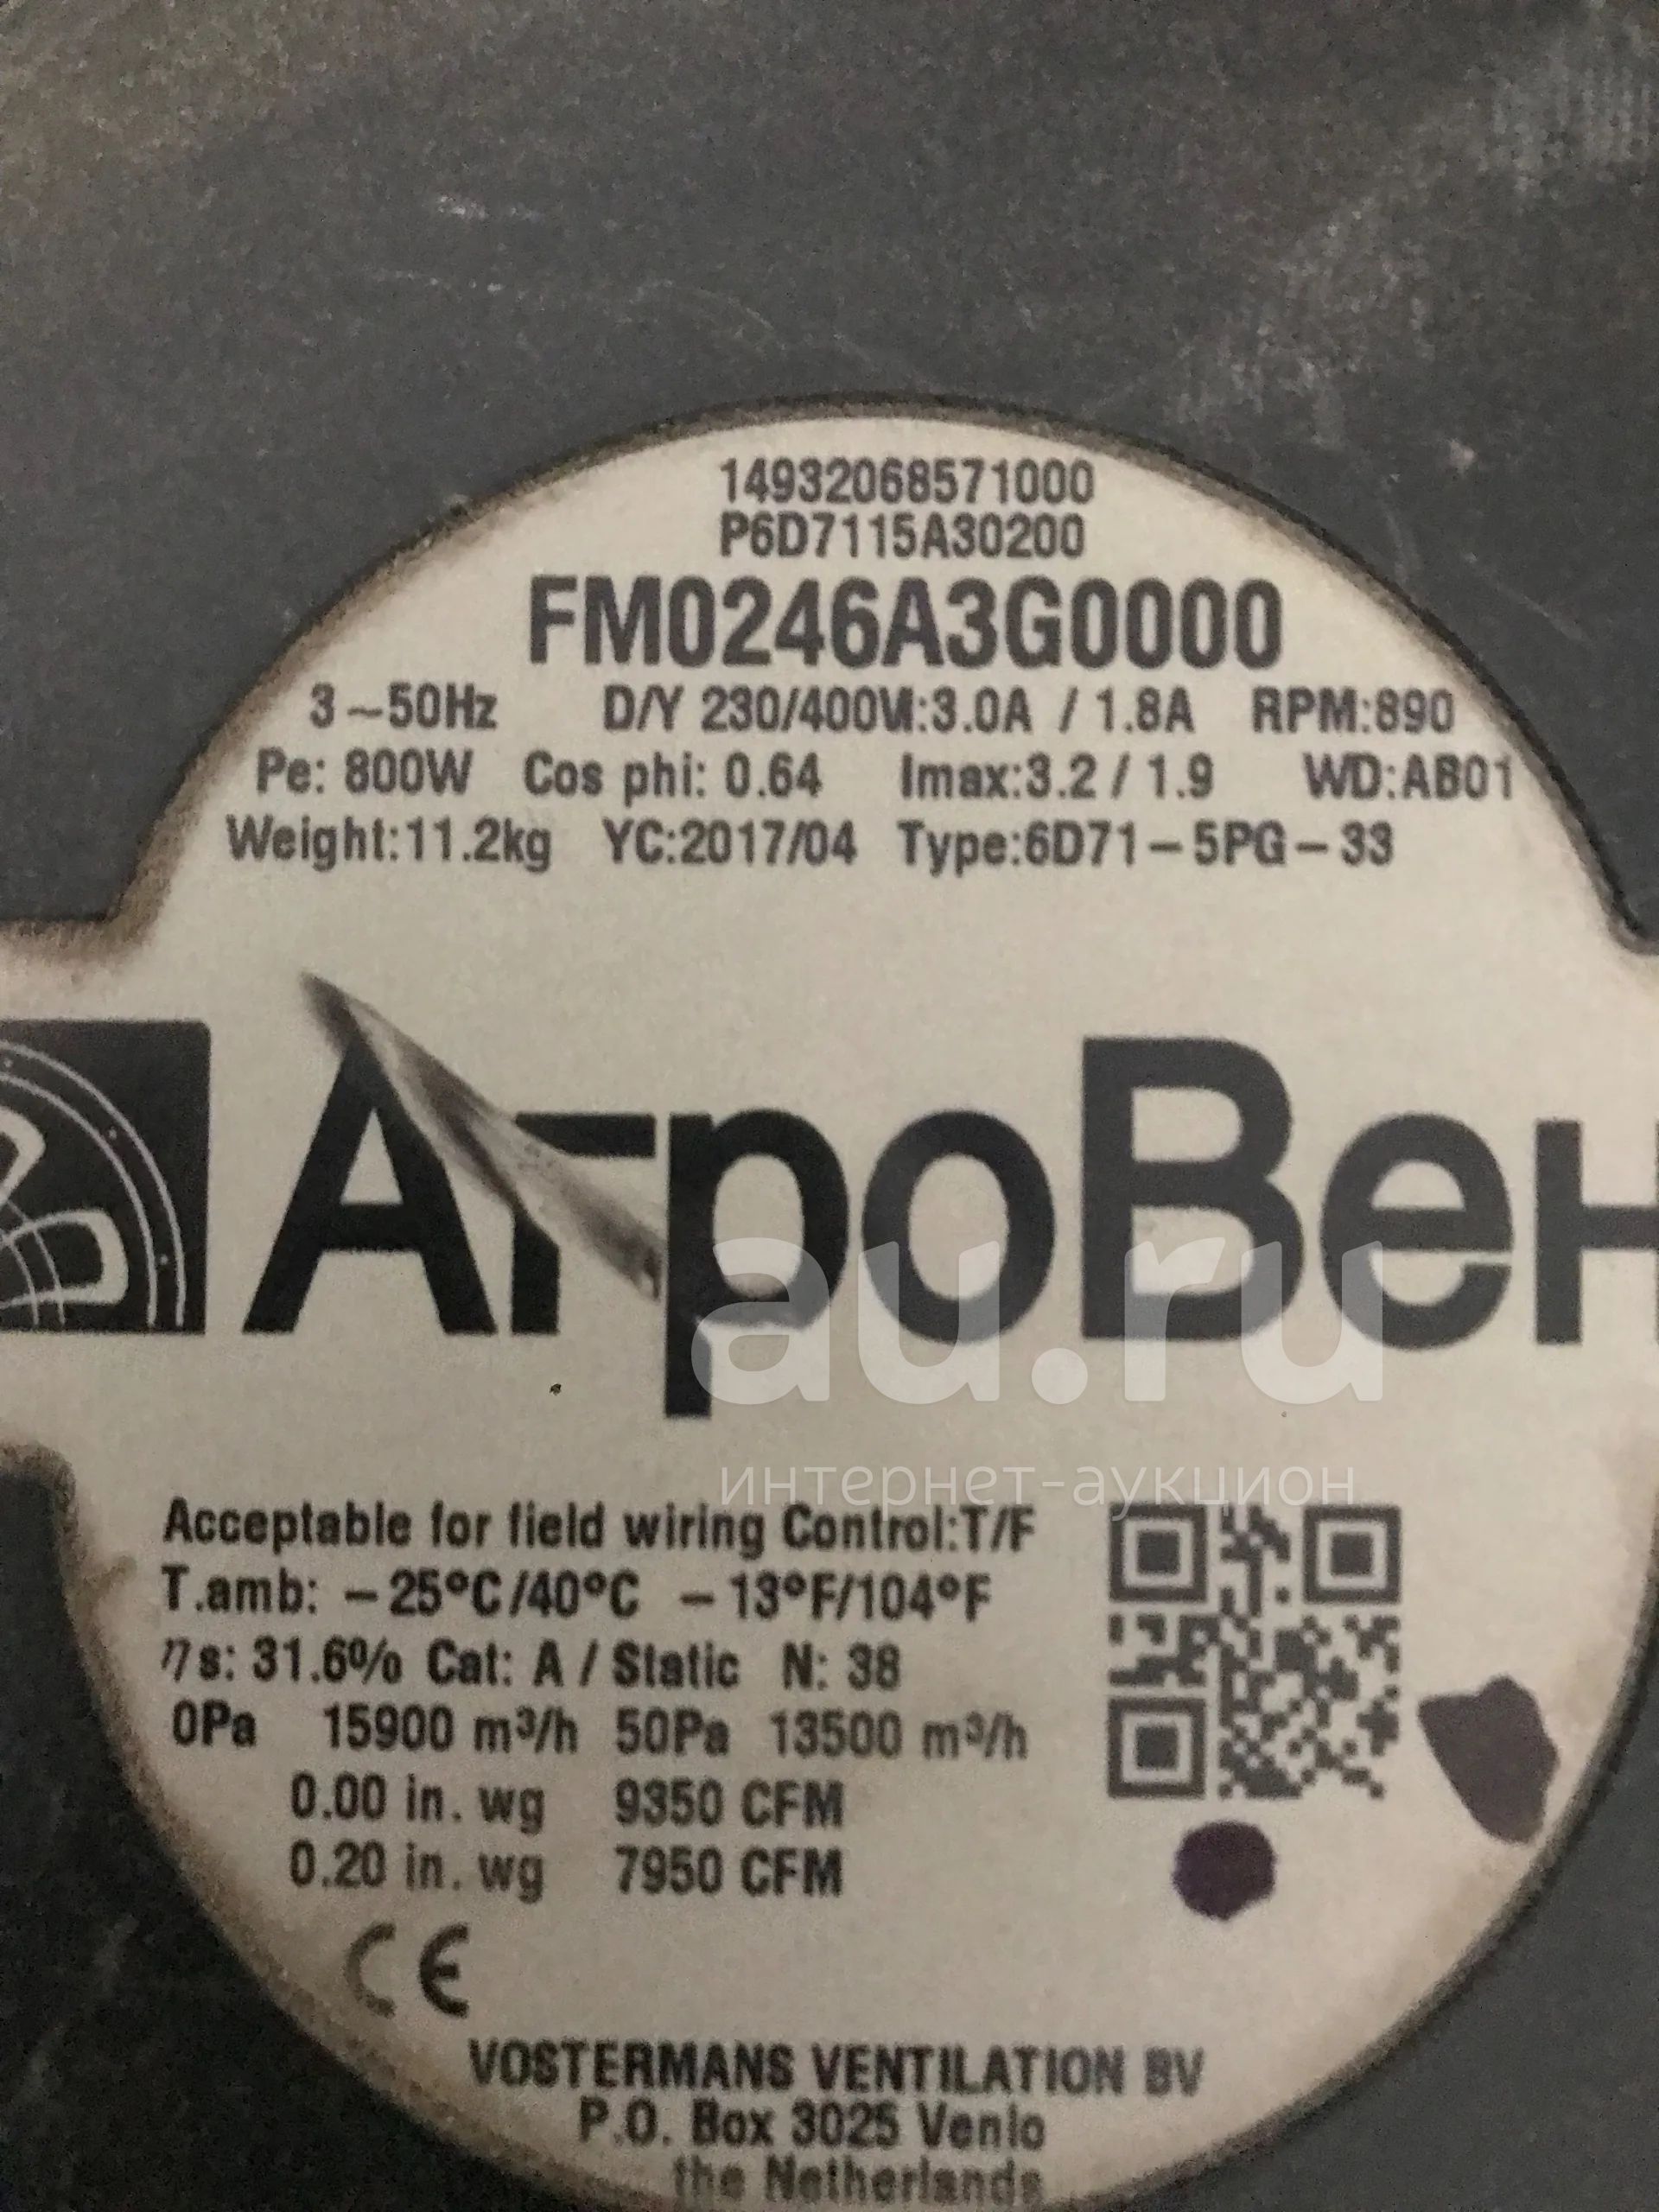 14932068571000
P6D7115A30200
FM0246A3G0000
3~50Hz D/Y 230/400VI:3.0A / 1.8A RPM:890
Pe: 800W Cos phi: 0.64 Imax:3.2 / 1.9 WD:AB01
Weight:11.2kg YC:2017/04 Type:6D71-5PG-33
АгроВен
au.ru
интернет-аукцион
Acceptable for field wiring Control:T/F
T.amb: -25°C/40°C -13°F/104°F
ηs: 31.6% Cat: A / Static N: 38
0Pa 15900 m³/h 50Pa 13500 m³/h
0.00 in. wg 9350 CFM
0.20 in. wg 7950 CFM
CE
VOSTERMANS VENTILATION BV
P.O. Box 3025 Venlo
the Netherlands